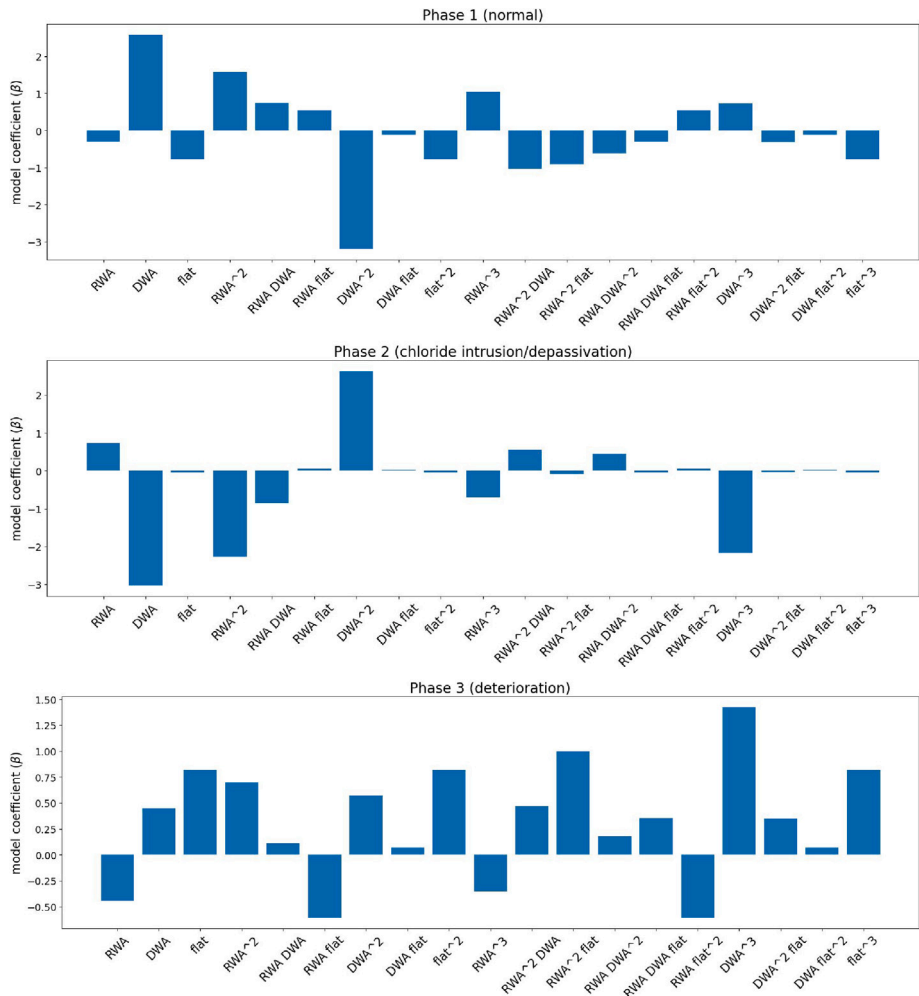 Phase 1 (normal)
model coefficient (β)
2
1
0
−1
−2
−3
RWA DWA flat RWA^2 RWA DWA RWA flat DWA^2 DWA flat flat^2 RWA^3 RWA^2 DWA RWA^2 flat RWA DWA^2 RWA DWA flat RWA flat^2 DWA^3 DWA^2 flat DWA flat^2 flat^3
Phase 2 (chloride intrusion/depassivation)
model coefficient (β)
2
1
0
−1
−2
−3
RWA DWA flat RWA^2 RWA DWA RWA flat DWA^2 DWA flat flat^2 RWA^3 RWA^2 DWA RWA^2 flat RWA DWA^2 RWA DWA flat RWA flat^2 DWA^3 DWA^2 flat DWA flat^2 flat^3
Phase 3 (deterioration)
model coefficient (β)
1.50
1.25
1.00
0.75
0.50
0.25
0.00
−0.25
−0.50
RWA DWA flat RWA^2 RWA DWA RWA flat DWA^2 DWA flat flat^2 RWA^3 RWA^2 DWA RWA^2 flat RWA DWA^2 RWA DWA flat RWA flat^2 DWA^3 DWA^2 flat DWA flat^2 flat^3